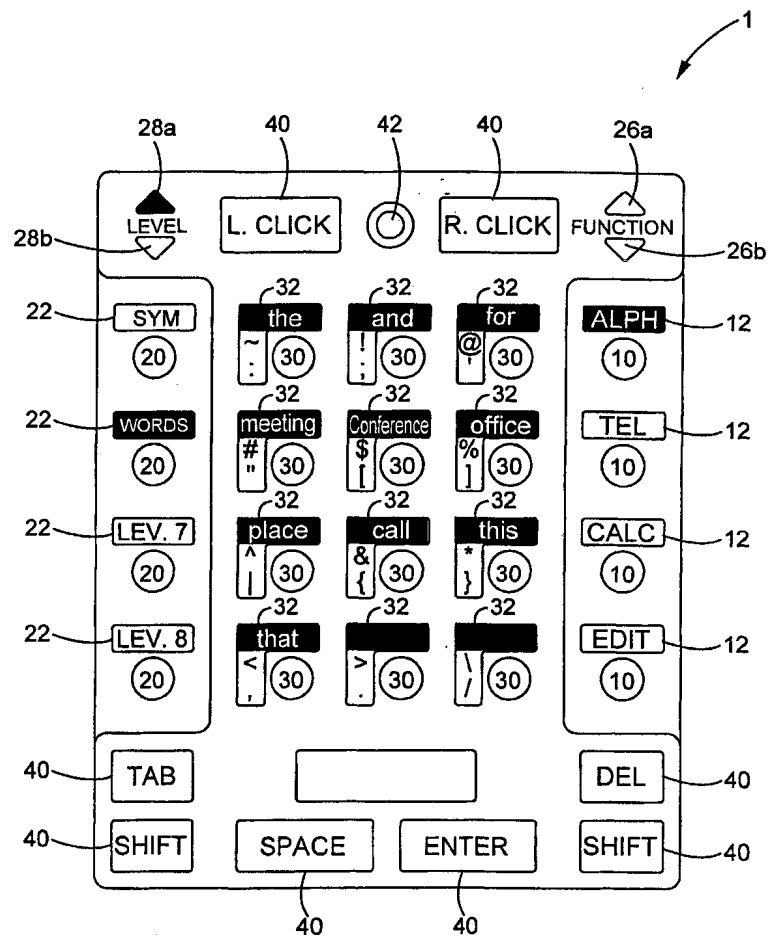 1
28a 40 42 40 26a
LEVEL L. CLICK R. CLICK FUNCTION
28b 26b
22 32 32 32 12
SYM the and for ALPH
~ ! @
: ; '
20 30 30 30 10
22 32 32 32 12
WORDS meeting Conference office TEL
# $ %
" [ ]
20 30 30 30 10
22 32 32 32 12
LEV. 7 place call this CALC
^ & *
| { }
20 30 30 30 10
22 32 32 32 12
LEV. 8 that EDIT
< > \
, . /
20 30 30 30 10
40 TAB DEL 40
40 SHIFT SPACE ENTER SHIFT 40
40 40